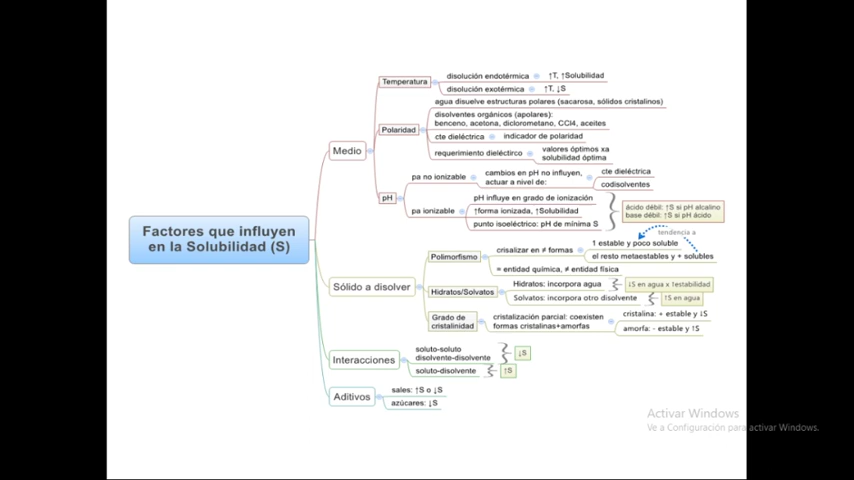 Factores que influyen
en la Solubilidad (S)
Medio
Temperatura
disolución endotérmica
↑T, ↑Solubilidad
disolución exotérmica
↑T, ↓S
Polaridad
agua disuelve estructuras polares (sacarosa, sólidos cristalinos)
disolventes orgánicos (apolares):
benceno, acetona, diclorometano, CCl4, aceites
cte dieléctrica
indicador de polaridad
requerimiento dieléctirco
valores óptimos xa
solubilidad óptima
pH
pa no ionizable
cambios en pH no influyen,
actuar a nivel de:
cte dieléctrica
codisolventes
pa ionizable
pH influye en grado de ionización
↑forma ionizada, ↑Solubilidad
punto isoeléctrico: pH de mínima S
ácido débil: ↑S si pH alcalino
base débil: ↑S si pH ácido
Sólido a disolver
Polimorfismo
crisalizar en ≠ formas
1 estable y poco soluble
tendencia a
el resto metaestables y + solubles
= entidad química, ≠ entidad física
Hidratos/Solvatos
Hidratos: incorpora agua
↓S en agua x ↑estabilidad
Solvatos: incorpora otro disolvente
↑S en agua
Grado de
cristalinidad
cristalización parcial: coexisten
formas cristalinas+amorfas
cristalina: + estable y ↓S
amorfa: - estable y ↑S
Interacciones
soluto-soluto
disolvente-disolvente
↓S
soluto-disolvente
↑S
Aditivos
sales: ↑S o ↓S
azúcares: ↓S
Activar Windows
Ve a Configuración para activar Windows.